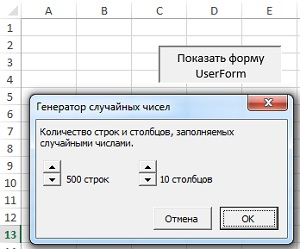 A B C D E
1
2
3
4
5
6
7
8
9
10
11
12
13
Показать форму
UserForm
Генератор случайных чисел
Количество строк и столбцов, заполняемых
случайными числами.
500 строк 10 столбцов
Отмена OK